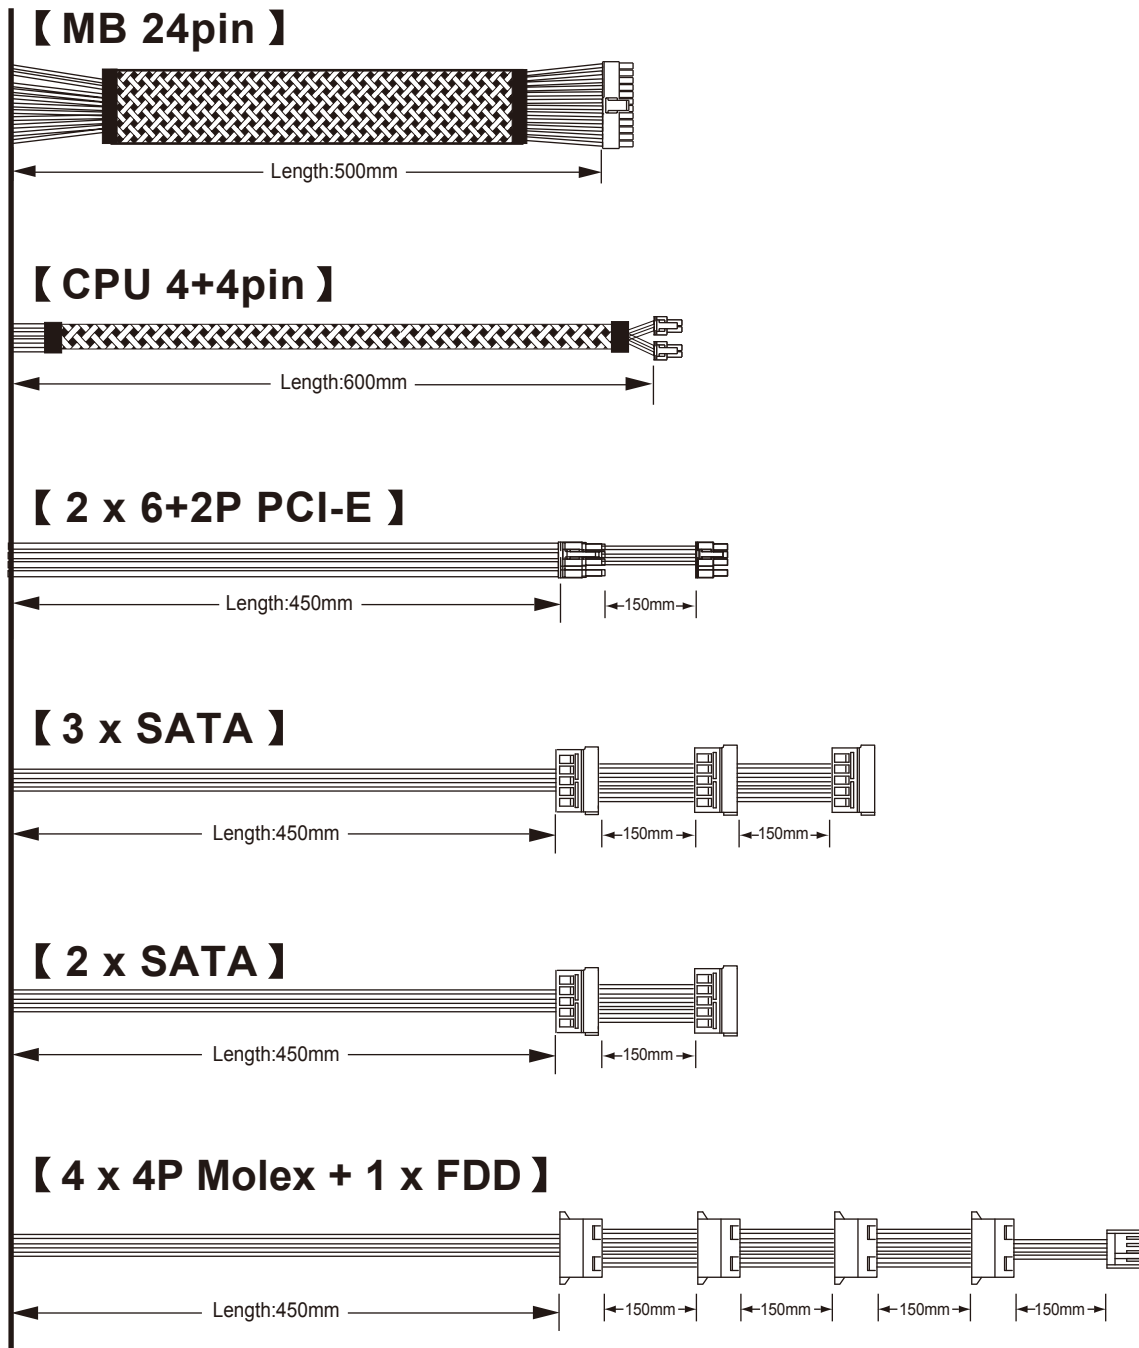 【 MB 24pin 】
Length:500mm
【 CPU 4+4pin 】
Length:600mm
【 2 x 6+2P PCI-E 】
Length:450mm 150mm
【 3 x SATA 】
Length:450mm 150mm 150mm
【 2 x SATA 】
Length:450mm 150mm
【 4 x 4P Molex + 1 x FDD 】
Length:450mm 150mm 150mm 150mm 150mm